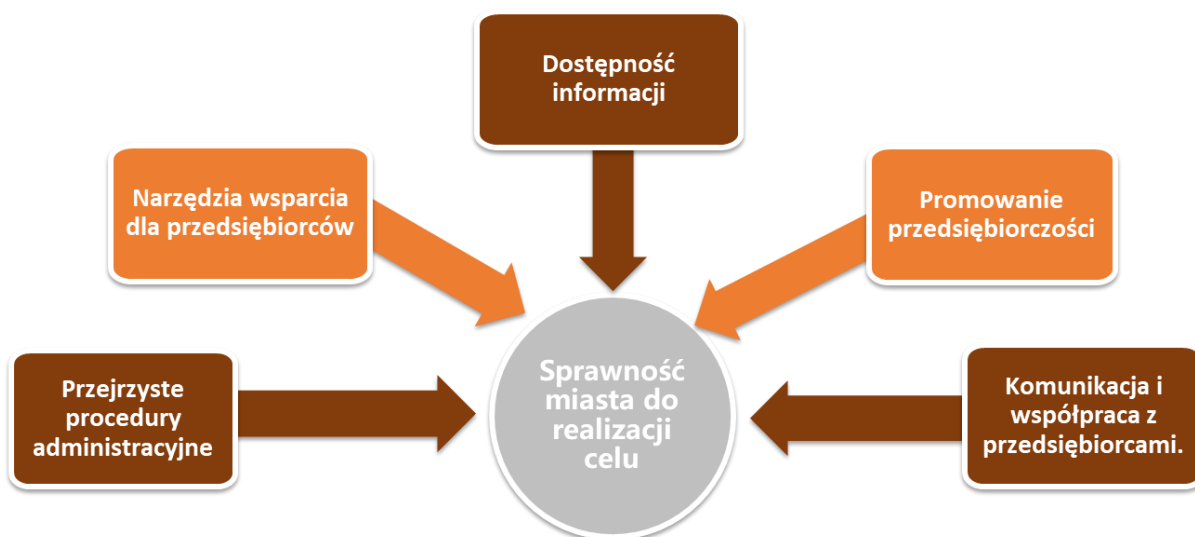 Dostępność
informacji
Narzędzia wsparcia
dla przedsiębiorców
Promowanie
przedsiębiorczości
Przejrzyste
procedury
administracyjne
Sprawność
miasta do
realizacji
celu
Komunikacja i
współpraca z
przedsiębiorcami.